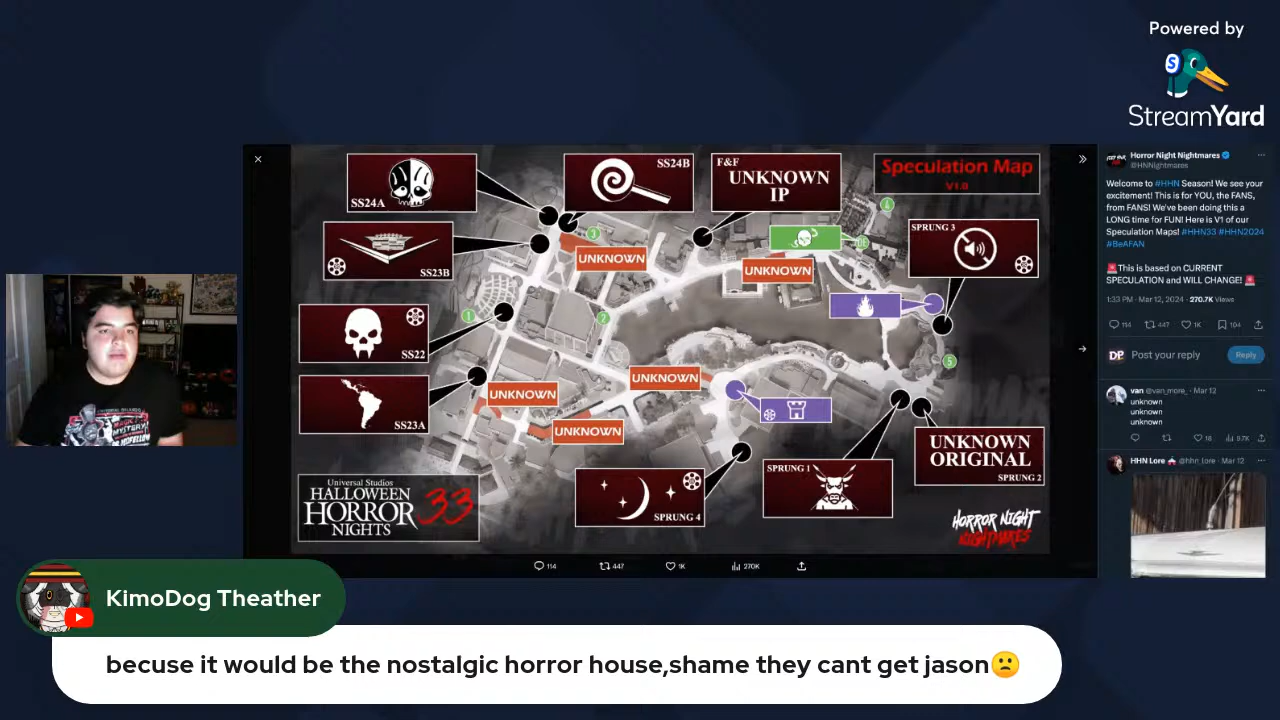 Powered by
StreamYard
SS24A
SS24B
F&F
UNKNOWN
IP
Speculation Map
V1.0
SS23B
UNKNOWN
UNKNOWN
SPRUNG 3
SS22
SS23A
UNKNOWN
UNKNOWN
UNKNOWN
1
2
3
4
5
SPRUNG 4
SPRUNG 1
UNKNOWN
ORIGINAL
SPRUNG 2
Universal Studios
HALLOWEEN
HORROR
NIGHTS
33
HORROR NIGHT
NIGHTMARES
114
447
1K
270K
Horror Night Nightmares
@HNNightmares
Welcome to #HHN Season! We see your
excitement! This is for YOU, the FANS,
from FANS! We've been doing this a
LONG time for FUN! Here is V1 of our
Speculation Maps! #HHN33 #HHN2024
#BeAFAN
🚨This is based on CURRENT
SPECULATION and WILL CHANGE! 🚨
1:33 PM · Mar 12, 2024 · 270.7K Views
114 447 1K 104
DP
Post your reply
Reply
van @van_more_ · Mar 12
unknown
unknown
unknown
HHN Lore @hhn_lore · Mar 12
KimoDog Theather
becuse it would be the nostalgic horror house,shame they cant get jason🙁